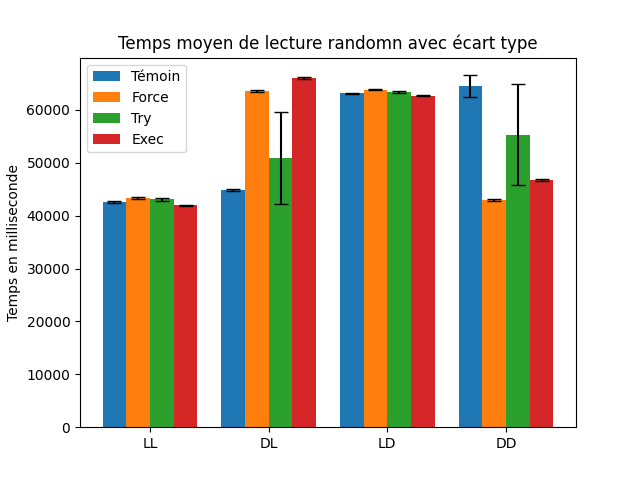 Temps moyen de lecture randomn avec écart type
Témoin
Force
Try
Exec
Temps en milliseconde
60000
50000
40000
30000
20000
10000
0
LL DL LD DD